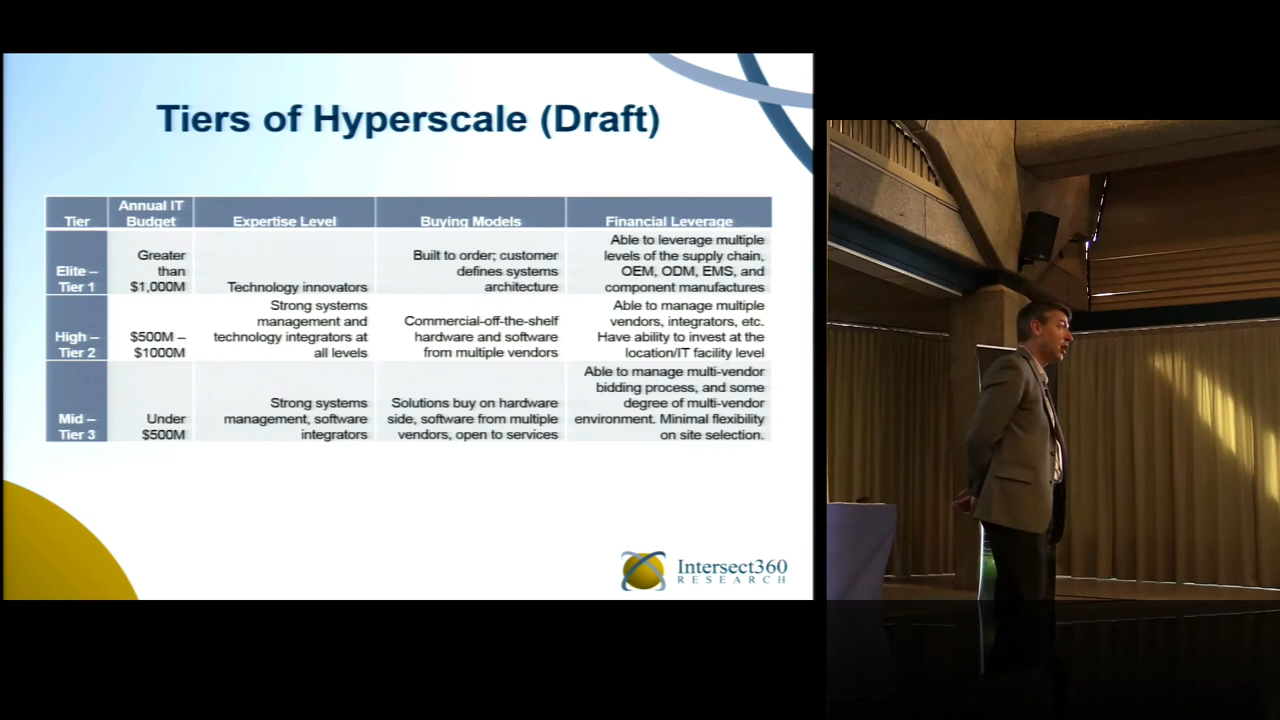 Tiers of Hyperscale (Draft)
Tier
Annual IT
Budget
Expertise Level
Buying Models
Financial Leverage
Elite –
Tier 1
Greater
than
$1,000M
Technology innovators
Built to order; customer
defines systems
architecture
Able to leverage multiple
levels of the supply chain,
OEM, ODM, EMS, and
component manufactures
High –
Tier 2
$500M –
$1000M
Strong systems
management and
technology integrators at
all levels
Commercial-off-the-shelf
hardware and software
from multiple vendors
Able to manage multiple
vendors, integrators, etc.
Have ability to invest at the
location/IT facility level
Mid –
Tier 3
Under
$500M
Strong systems
management, software
integrators
Solutions buy on hardware
side, software from multiple
vendors, open to services
Able to manage multi-vendor
bidding process, and some
degree of multi-vendor
environment. Minimal flexibility
on site selection.
Intersect360
RESEARCH